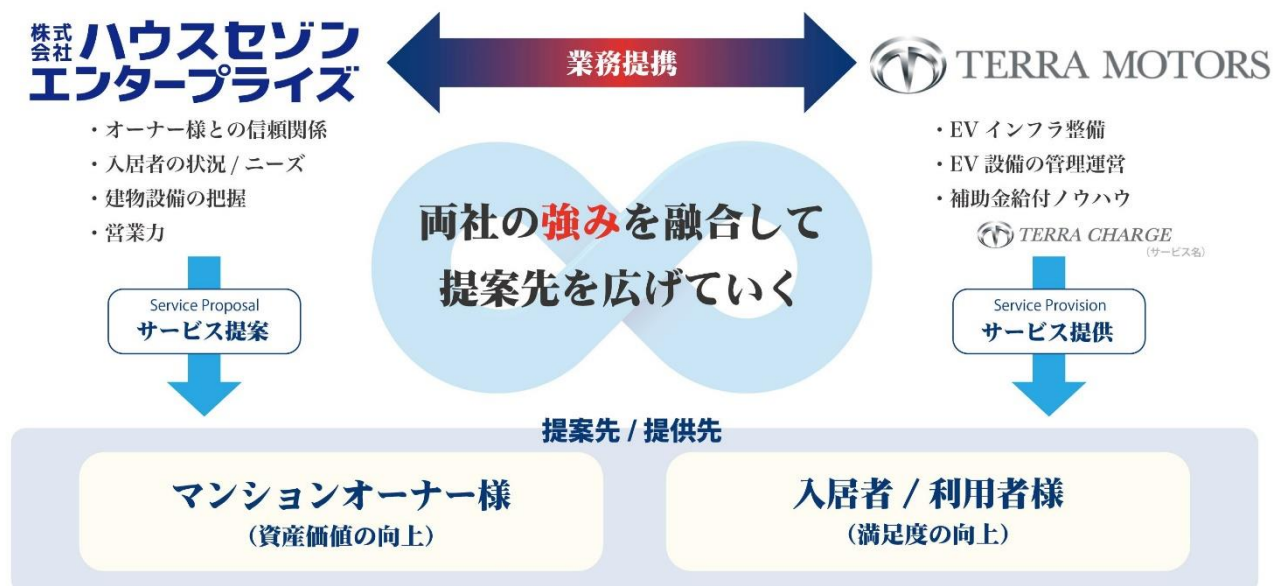 株式会社 ハウスセゾン
エンタープライズ
業務提携
TERRA MOTORS
・オーナー様との信頼関係
・入居者の状況 / ニーズ
・建物設備の把握
・営業力
・EV インフラ整備
・EV 設備の管理運営
・補助金給付ノウハウ
TERRA CHARGE
(サービス名)
両社の強みを融合して
提案先を広げていく
Service Proposal
サービス提案
Service Provision
サービス提供
提案先 / 提供先
マンションオーナー様
(資産価値の向上)
入居者 / 利用者様
(満足度の向上)